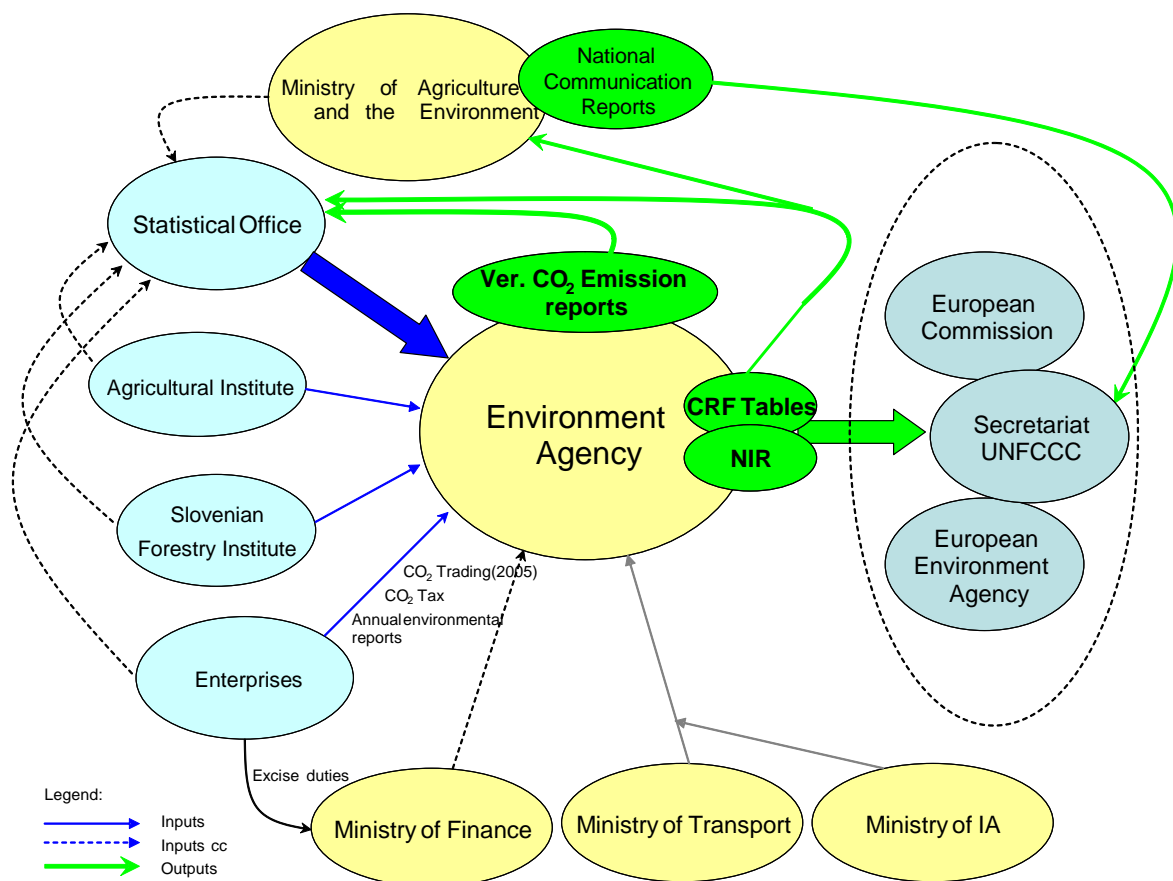 Ministry of Agriculture
and the Environment
National
Communication
Reports
Statistical Office
Ver. CO₂ Emission
reports
European
Commission
Agricultural Institute
Environment
Agency
CRF Tables
NIR
Secretariat
UNFCCC
Slovenian
Forestry Institute
European
Environment
Agency
CO₂ Trading(2005)
CO₂ Tax
Annual environmental
reports
Enterprises
Excise duties
Legend:
Inputs
Inputs cc
Outputs
Ministry of Finance
Ministry of Transport
Ministry of IA